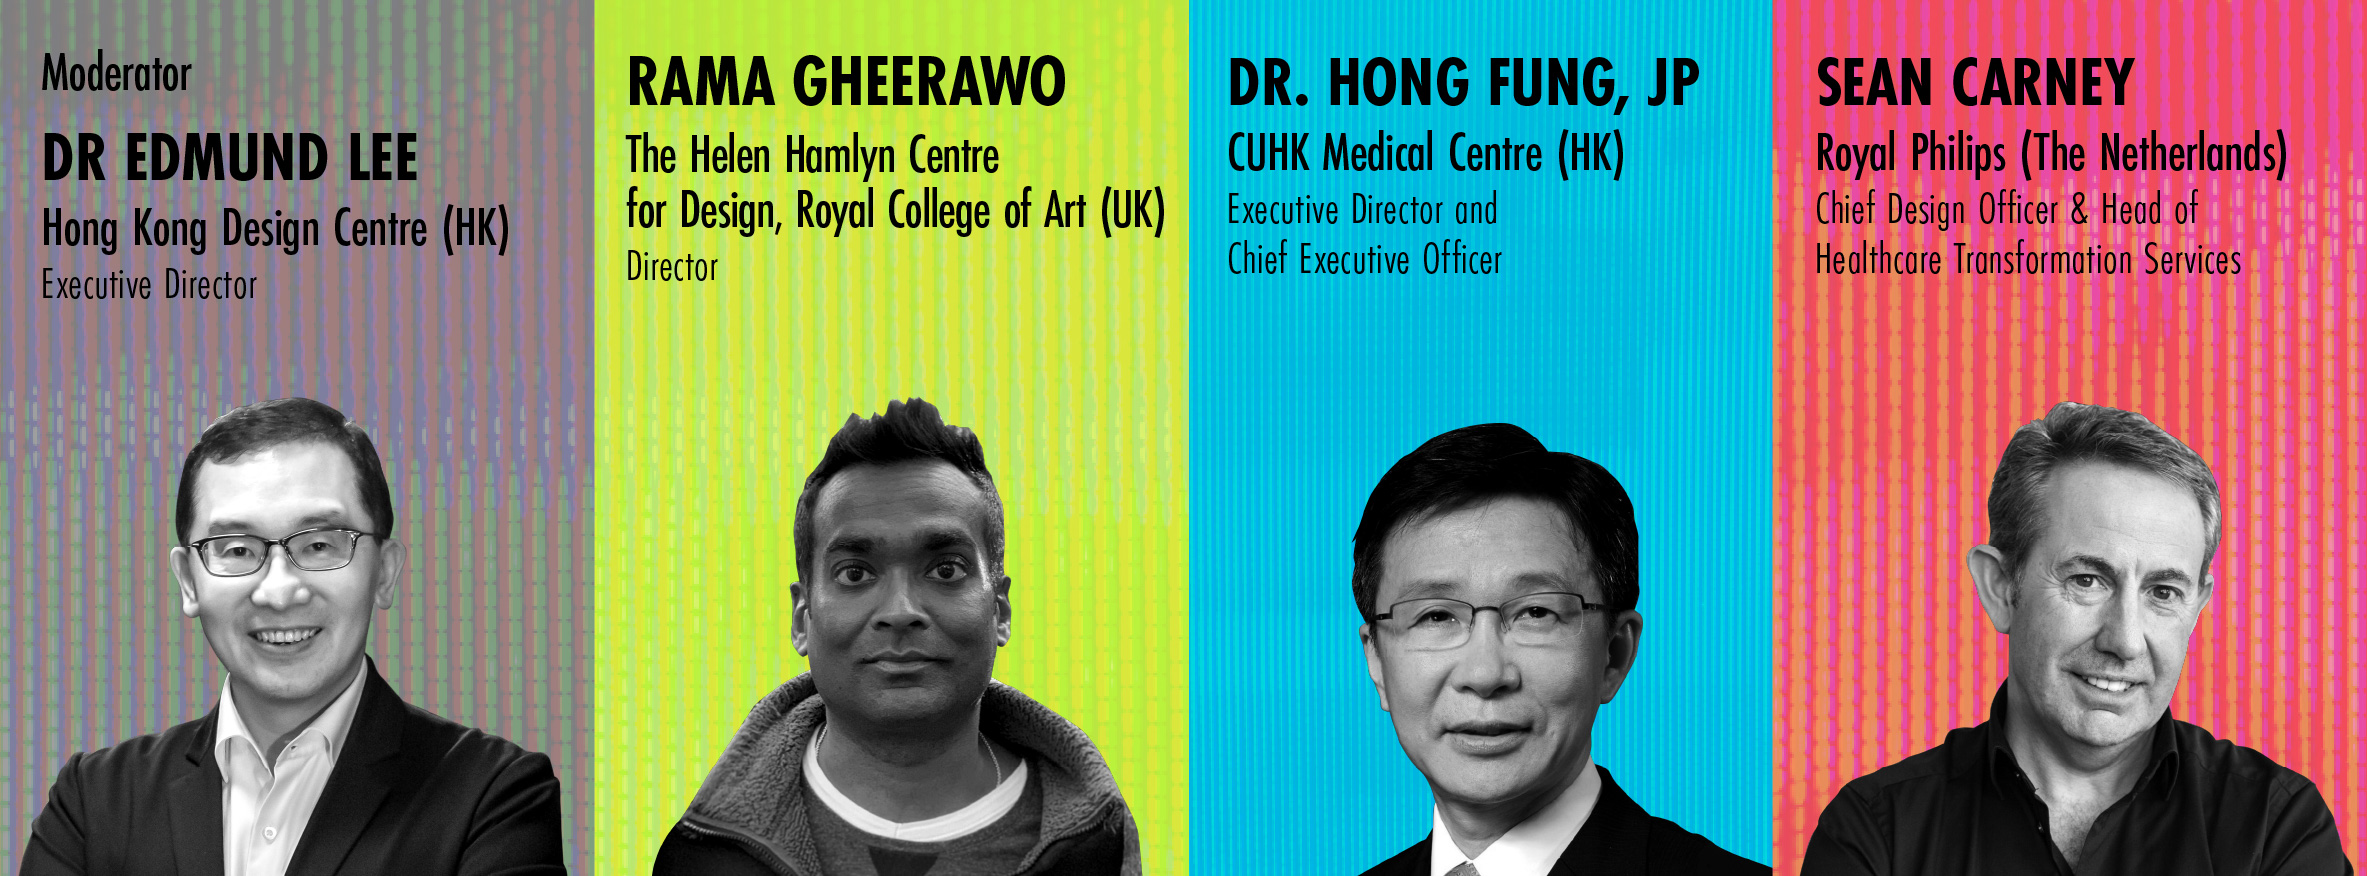 Moderator
DR EDMUND LEE
Hong Kong Design Centre (HK)
Executive Director
RAMA GHEERAWO
The Helen Hamlyn Centre
for Design, Royal College of Art (UK)
Director
DR. HONG FUNG, JP
CUHK Medical Centre (HK)
Executive Director and
Chief Executive Officer
SEAN CARNEY
Royal Philips (The Netherlands)
Chief Design Officer & Head of
Healthcare Transformation Services